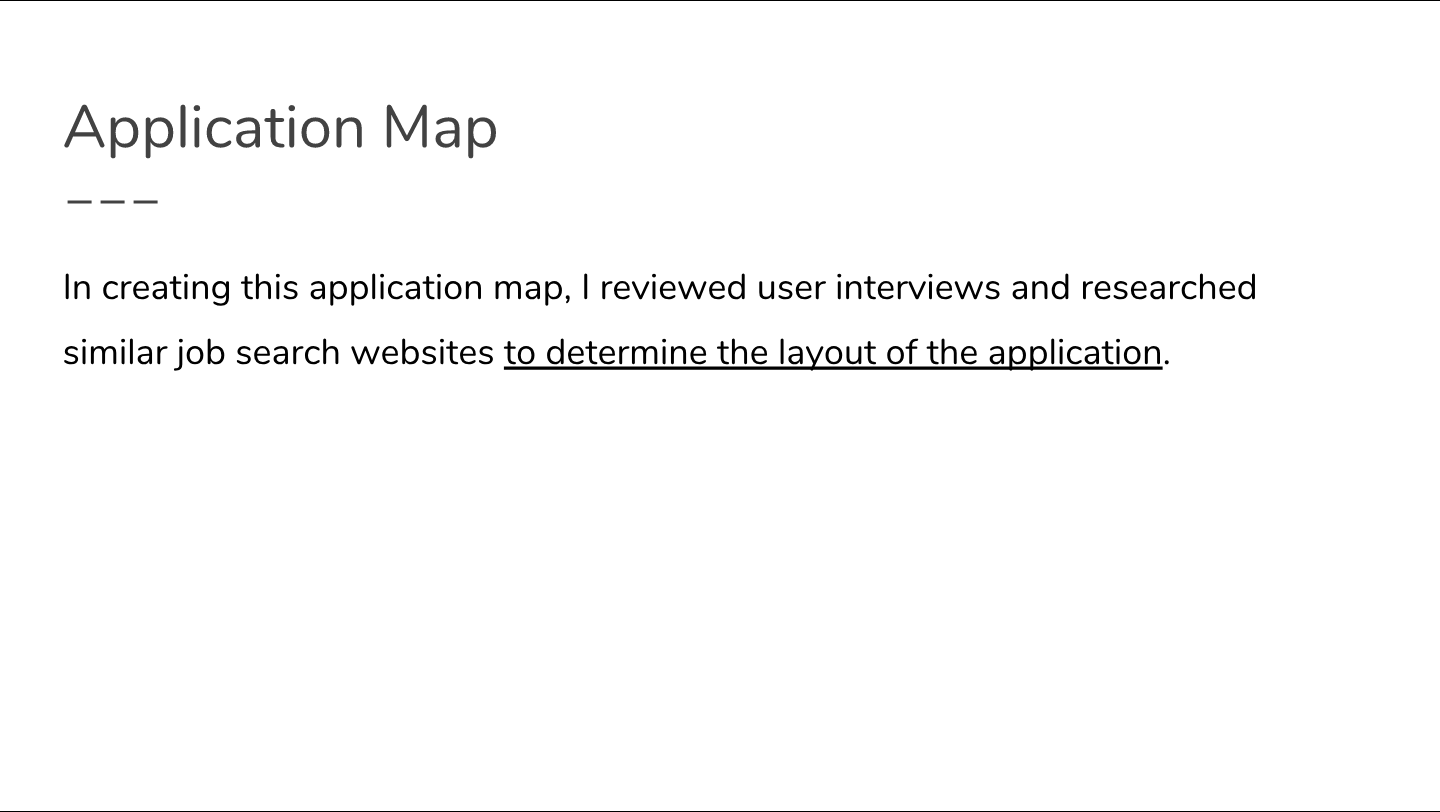 Application Map
In creating this application map, I reviewed user interviews and researched
similar job search websites to determine the layout of the application.